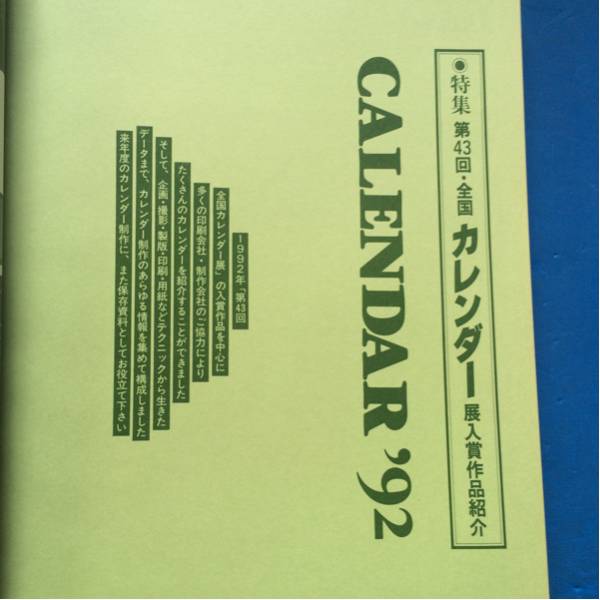 ●特集 第43回・全国カレンダー展入賞作品紹介
CALENDAR '92
1992年「第43回
全国カレンダー展」の入賞作品を中心に
多くの印刷会社・制作会社のご協力により
たくさんのカレンダーを紹介することができました
そして、企画・撮影・製版・印刷・用紙などテクニックから生きた
データまで、カレンダー制作のあらゆる情報を集めて構成しました
来年度のカレンダー制作に、また保存資料としてお役立て下さい